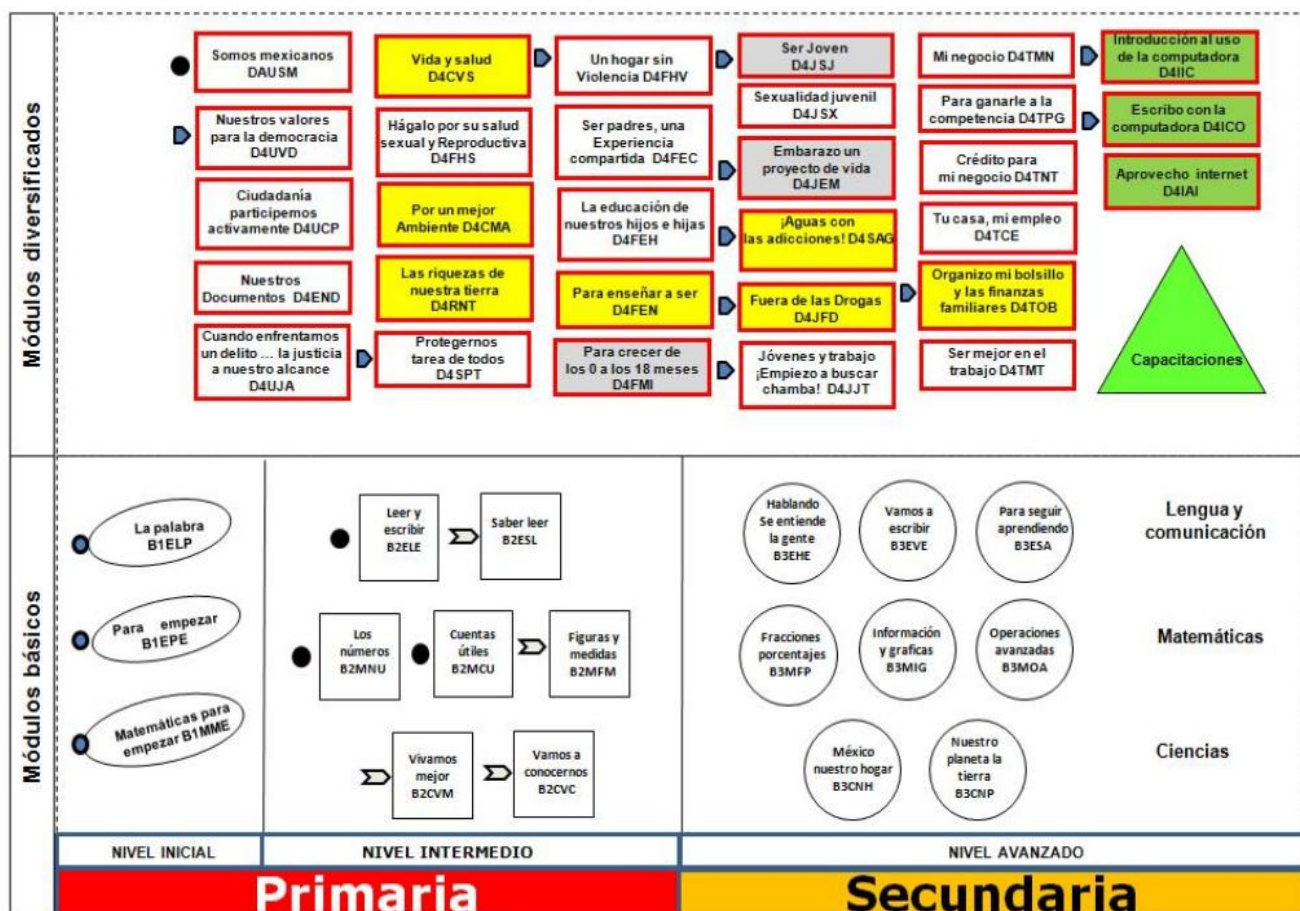 Módulos diversificados
Somos mexicanos
DAUSM
Nuestros valores
para la democracia
D4UVD
Ciudadanía
participemos
activamente D4UCP
Nuestros
Documentos D4END
Cuando enfrentamos
un delito ... la justicia
a nuestro alcance
D4UJA
Vida y salud
D4CVS
Hágalo por su salud
sexual y Reproductiva
D4FHS
Por un mejor
Ambiente D4CMA
Las riquezas de
nuestra tierra
D4RNT
Protegernos
tarea de todos
D4SPT
Un hogar sin
Violencia D4FHV
Ser padres, una
Experiencia
compartida D4FEC
La educación de
nuestros hijos e hijas
D4FEH
Para enseñar a ser
D4FEN
Para crecer de
los 0 a los 18 meses
D4FMI
Ser Joven
D4JSJ
Sexualidad juvenil
D4JSX
Embarazo un
proyecto de vida
D4JEM
¡Aguas con
las adicciones! D4SAG
Fuera de las Drogas
D4JFD
Jóvenes y trabajo
¡Empiezo a buscar
chamba! D4JJT
Mi negocio D4TMN
Para ganarle a la
competencia D4TPG
Crédito para
mi negocio D4TNT
Tu casa, mi empleo
D4TCE
Organizo mi bolsillo
y las finanzas
familiares D4TOB
Ser mejor en el
trabajo D4TMT
Introducción al uso
de la computadora
D4IIC
Escribo con la
computadora D4ICO
Aprovecho internet
D4IAI
Capacitaciones
Módulos básicos
La palabra
B1ELP
Para empezar
B1EPE
Matemáticas para
empezar B1MME
Leer y
escribir
B2ELE
Saber leer
B2ESL
Los
números
B2MNU
Cuentas
útiles
B2MCU
Figuras y
medidas
B2MFM
Vivamos
mejor
B2CVM
Vamos a
conocernos
B2CVC
Hablando
Se entiende
la gente
B3EHE
Vamos a
escribir
B3EVE
Para seguir
aprendiendo
B3ESA
Lengua y
comunicación
Fracciones
porcentajes
B3MFP
Información
y graficas
B3MIG
Operaciones
avanzadas
B3MOA
Matemáticas
México
nuestro hogar
B3CNH
Nuestro
planeta la
tierra
B3CNP
Ciencias
NIVEL INICIAL
NIVEL INTERMEDIO
NIVEL AVANZADO
Primaria
Secundaria